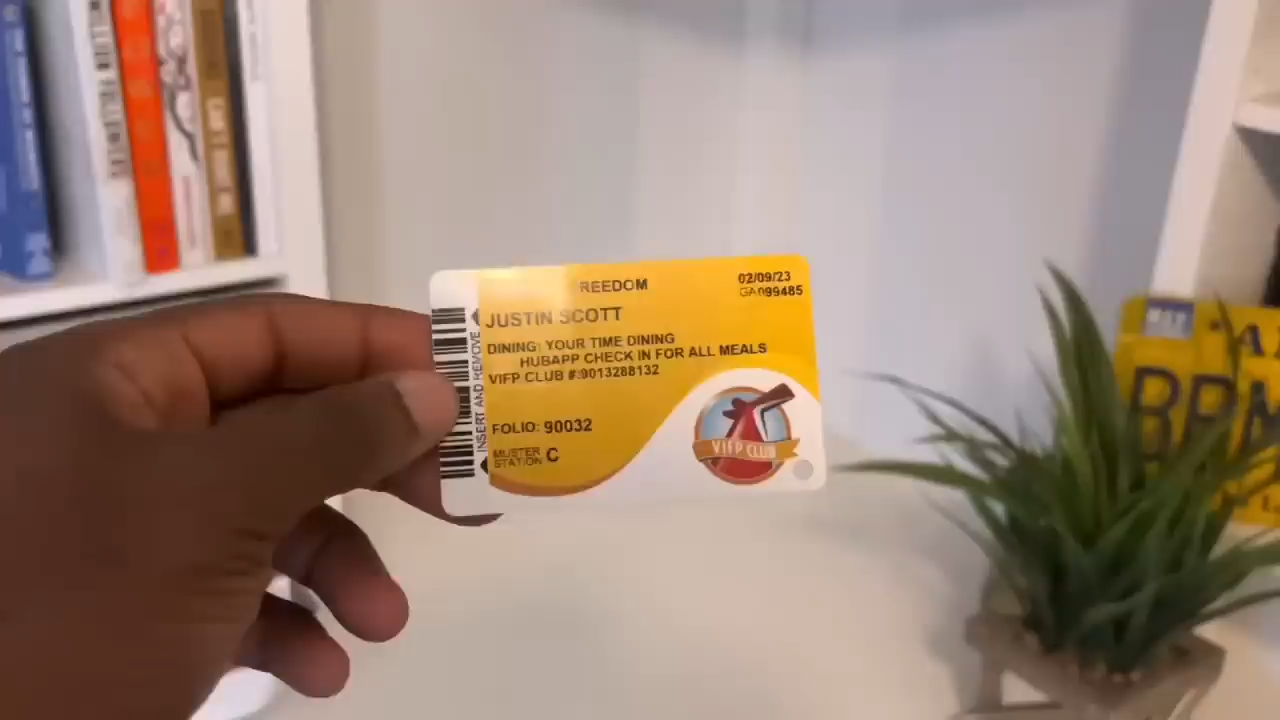 REEDOM
02/09/23
GA099485
JUSTIN SCOTT
DINING: YOUR TIME DINING
HUBAPP CHECK IN FOR ALL MEALS
VIFP CLUB #:9013288132
FOLIO: 90032
MUSTER
STATION C
INSERT AND REMOVE
VIFP CLUB